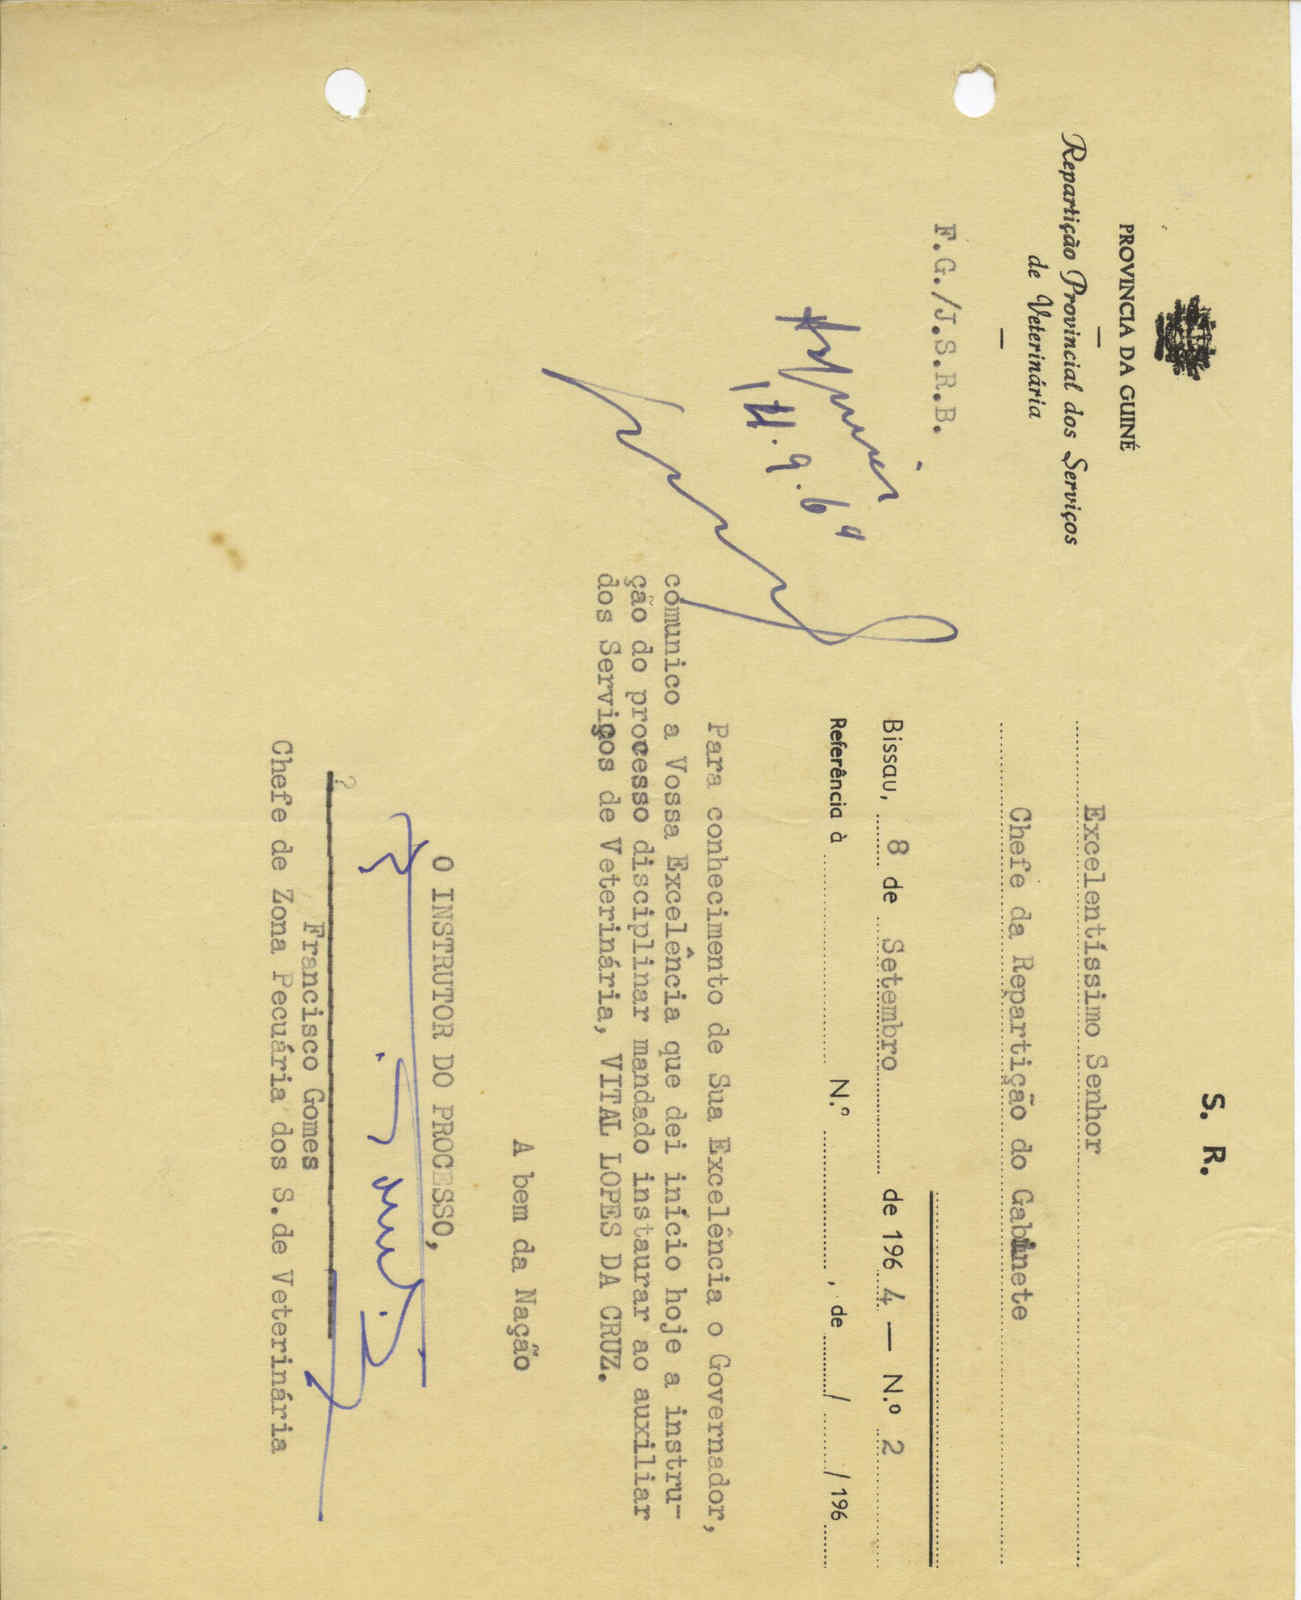 S. R.
PROVINCIA DA GUINÉ
Repartição Provincial dos Serviços
de Veterinária
F.G./J.S.R.B.
Excelentíssimo Senhor
Chefe da Repartição do Gabinete
Bissau, 8 de Setembro de 1964 — N.º 2
Referência à N.º , de / /196
14.9.64
Para conhecimento de Sua Excelência o Governador,
comunico a Vossa Excelência que dei início hoje a instru-
ção do processo disciplinar mandado instaurar ao auxiliar
dos Serviços de Veterinária, VITAL LOPES DA CRUZ.
A bem da Nação
O INSTRUTOR DO PROCESSO,
?
Francisco Gomes
Chefe de Zona Pecuária dos S.de Veterinária